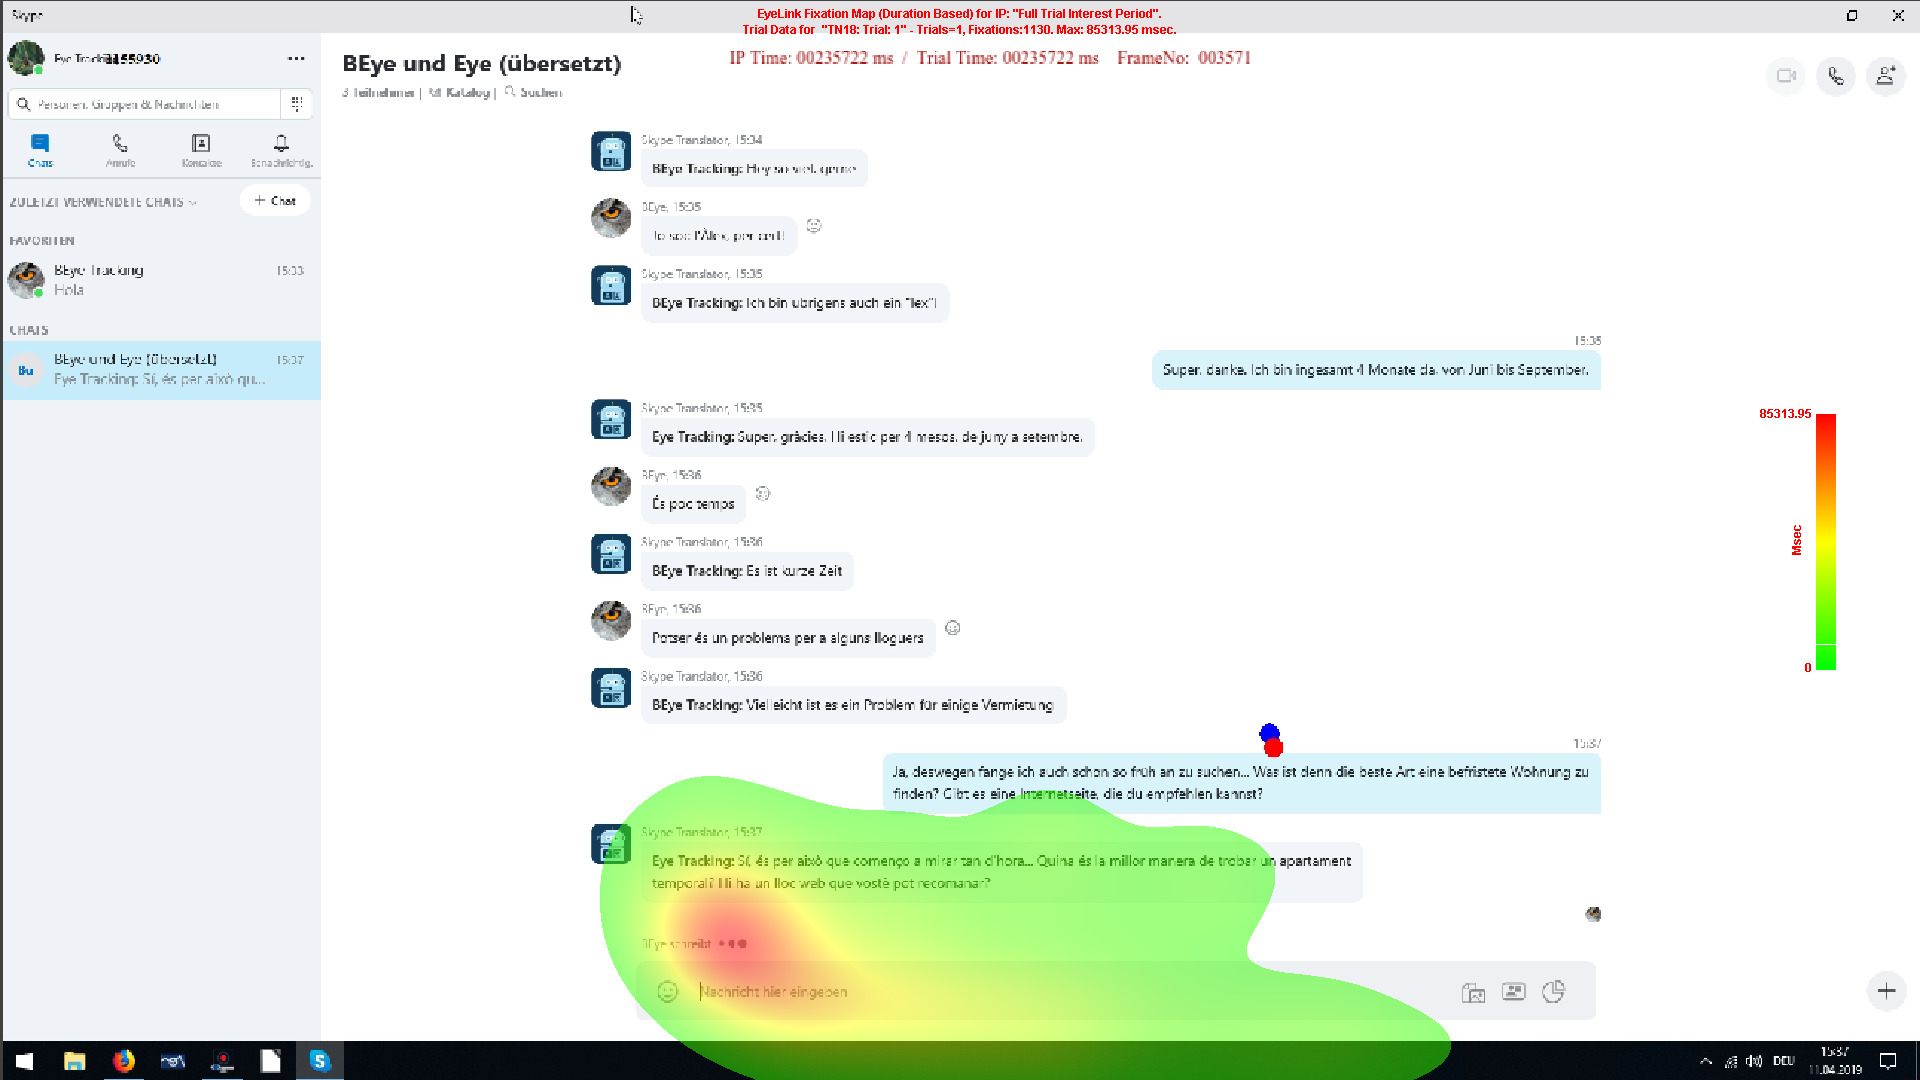 Skype
EyeLink Fixation Map (Duration Based) for IP: "Full Trial Interest Period".
Trial Data for "TN18: Trial: 1" - Trials=1, Fixations:1130. Max: 85313.95 msec.
IP Time: 00235722 ms / Trial Time: 00235722 ms FrameNo: 003571
Personen, Gruppen & Nachrichten
Chats
Anrufe
Kontakte
Benachrichtig.
ZULETZT VERWENDETE CHATS
+ Chat
FAVORITEN
BEye Tracking 15:33
Hola
CHATS
Bu
BEye und Eye (übersetzt) 15:37
Eye Tracking: Sí, és per això qu...
BEye und Eye (übersetzt)
3 Teilnehmer | Katalog | Suchen
Skype Translator, 15:34
BEye Tracking: Hey so viel, gerne
BEye, 15:35
Jo soc l'Àlex, per cert!
Skype Translator, 15:35
BEye Tracking: Ich bin übrigens auch ein "lex"!
15:35
Super, danke. Ich bin ingesamt 4 Monate da, von Juni bis September.
Skype Translator, 15:35
Eye Tracking: Super, gràcies. Hi estic per 4 mesos, de juny a setembre.
BEye, 15:36
És poc temps
Skype Translator, 15:36
BEye Tracking: Es ist kurze Zeit
BEye, 15:36
Potser és un problema per a alguns lloguers
Skype Translator, 15:36
BEye Tracking: Vielleicht ist es ein Problem für einige Vermietung
15:37
Ja, deswegen fange ich auch schon so früh an zu suchen... Was ist denn die beste Art eine befristete Wohnung zu
finden? Gibt es eine Internetseite, die du empfehlen kannst?
Skype Translator, 15:37
Eye Tracking: Sí, és per això que començo a mirar tan d'hora... Quina és la millor manera de trobar un apartament
temporal? Hi ha un lloc web que vostè pot recomanar?
BEye schreibt
Nachricht hier eingeben
85313.95
Msec
0
DEU
15:37
11.04.2019